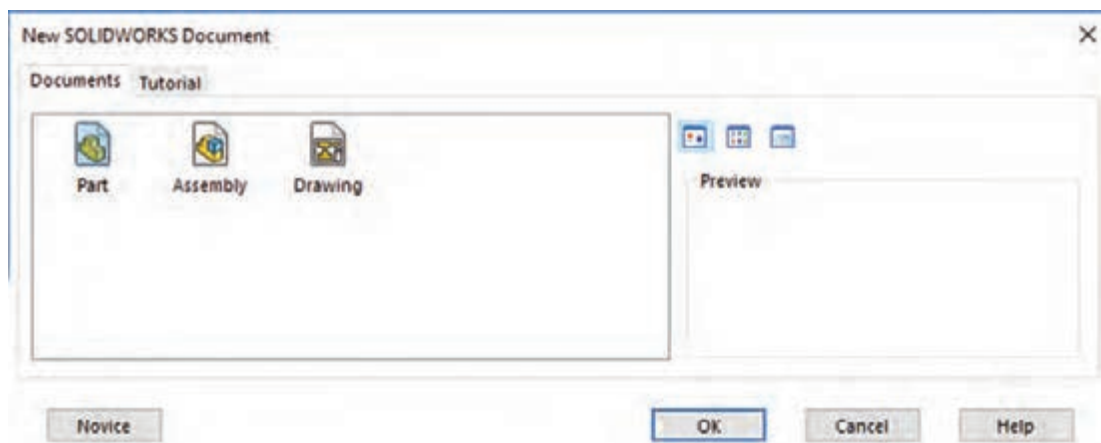 New SOLIDWORKS Document
Documents Tutorial
Part Assembly Drawing
Preview
Novice OK Cancel Help